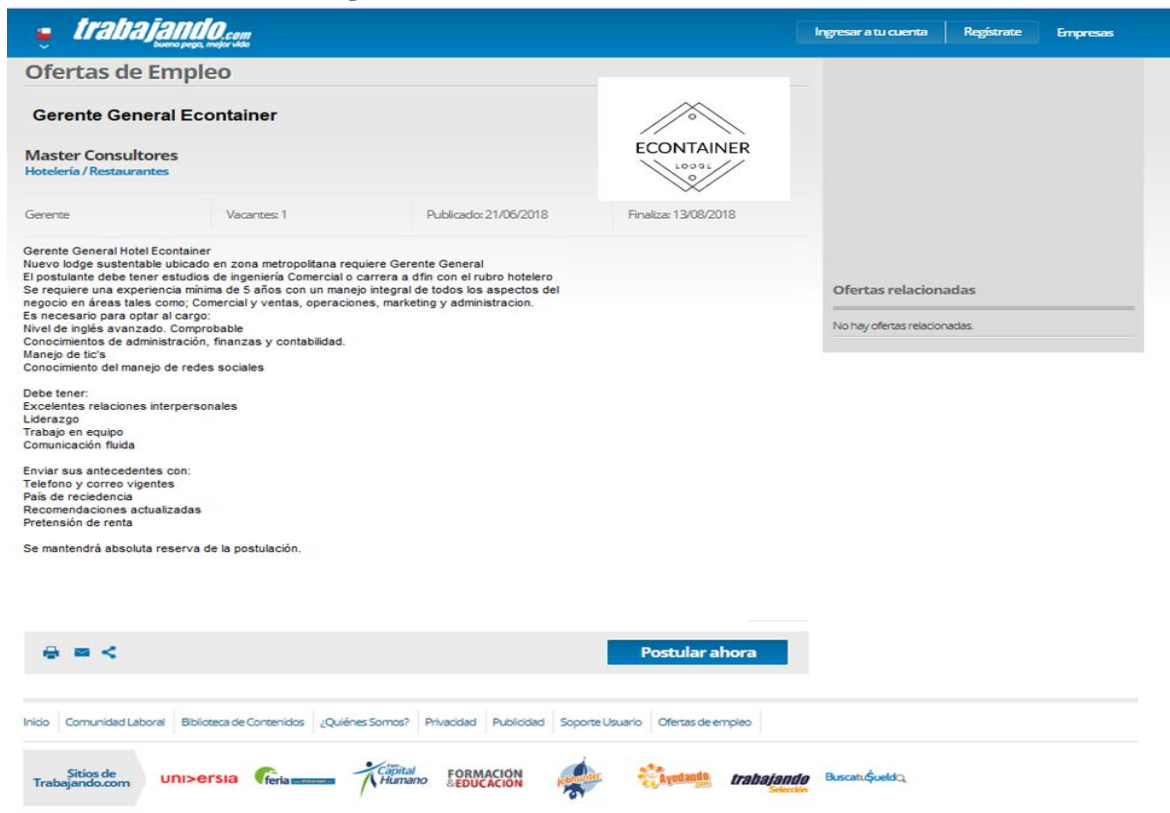 trabajando.com
buena pega, mejor vida
Ingresar a tu cuenta
Regístrate
Empresas
Ofertas de Empleo
Gerente General Econtainer
ECONTAINER
LODGE
Master Consultores
Hotelería / Restaurantes
Gerente
Vacantes: 1
Publicado: 21/06/2018
Finaliza: 13/08/2018
Gerente General Hotel Econtainer
Nuevo lodge sustentable ubicado en zona metropolitana requiere Gerente General
El postulante debe tener estudios de ingeniería Comercial o carrera a dfin con el rubro hotelero
Se requiere una experiencia mínima de 5 años con un manejo integral de todos los aspectos del
negocio en áreas tales como; Comercial y ventas, operaciones, marketing y administracion.
Es necesario para optar al cargo:
Nivel de inglés avanzado. Comprobable
Conocimientos de administración, finanzas y contabilidad.
Manejo de tic's
Conocimiento del manejo de redes sociales
Debe tener:
Excelentes relaciones interpersonales
Liderazgo
Trabajo en equipo
Comunicación fluida
Enviar sus antecedentes con:
Telefono y correo vigentes
País de reciedencia
Recomendaciones actualizadas
Pretensión de renta
Se mantendrá absoluta reserva de la postulación.
Ofertas relacionadas
No hay ofertas relacionadas.
Postular ahora
Inicio
Comunidad Laboral
Biblioteca de Contenidos
¿Quiénes Somos?
Privacidad
Publicidad
Soporte Usuario
Ofertas de empleo
Sitios de
Trabajando.com
universia
feria
Capital
Humano
FORMACIÓN
&EDUCACIÓN
jobhunter
Ayudando
.com
trabajando
Selección
Buscatu$ueldo